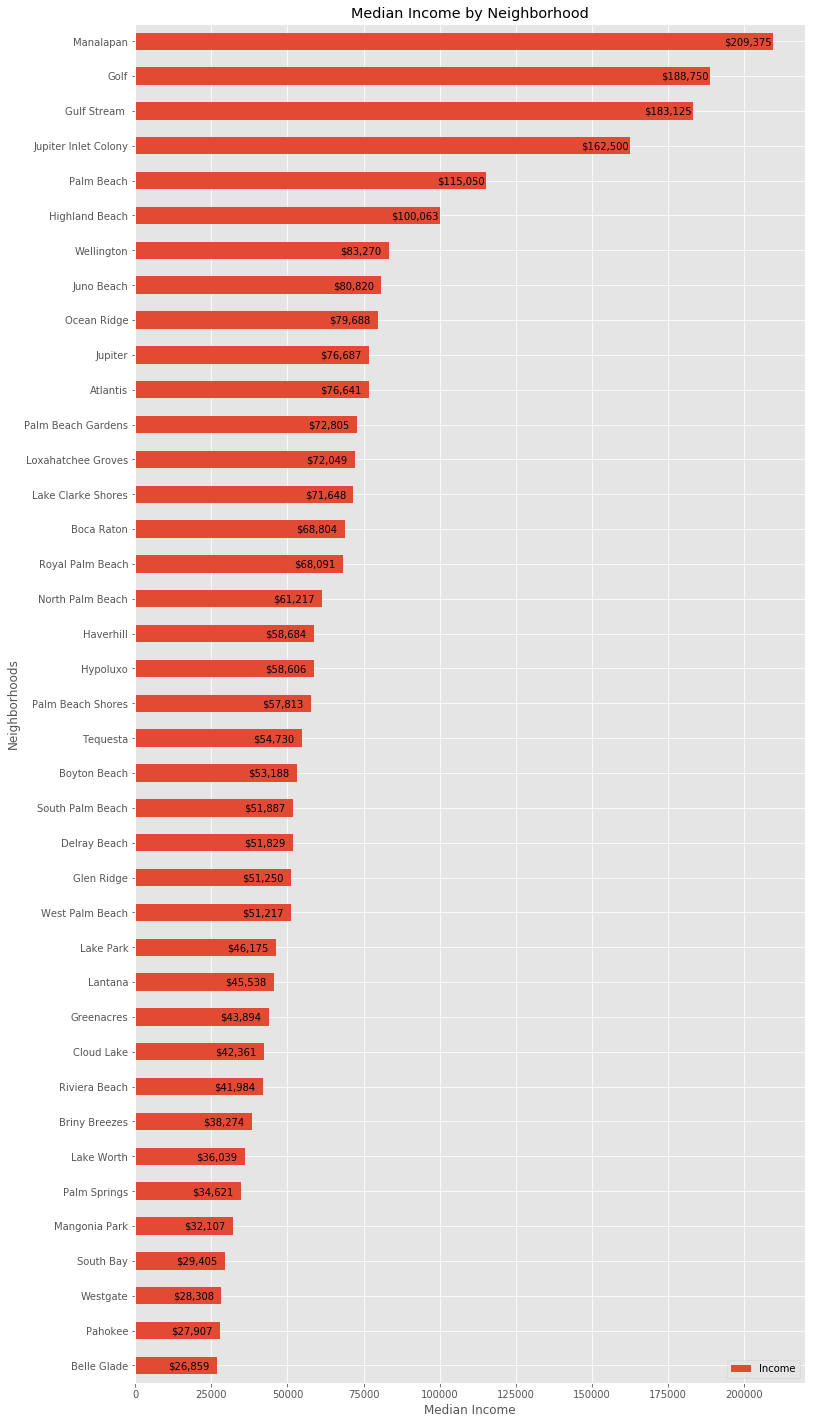 Median Income by Neighborhood
Manalapan $209,375
Golf $188,750
Gulf Stream $183,125
Jupiter Inlet Colony $162,500
Palm Beach $115,050
Highland Beach $100,063
Wellington $83,270
Juno Beach $80,820
Ocean Ridge $79,688
Jupiter $76,687
Atlantis $76,641
Palm Beach Gardens $72,805
Loxahatchee Groves $72,049
Lake Clarke Shores $71,648
Boca Raton $68,804
Royal Palm Beach $68,091
North Palm Beach $61,217
Haverhill $58,684
Hypoluxo $58,606
Palm Beach Shores $57,813
Tequesta $54,730
Boyton Beach $53,188
South Palm Beach $51,887
Delray Beach $51,829
Glen Ridge $51,250
West Palm Beach $51,217
Lake Park $46,175
Lantana $45,538
Greenacres $43,894
Cloud Lake $42,361
Riviera Beach $41,984
Briny Breezes $38,274
Lake Worth $36,039
Palm Springs $34,621
Mangonia Park $32,107
South Bay $29,405
Westgate $28,308
Pahokee $27,907
Belle Glade $26,859
Neighborhoods
Income
0 25000 50000 75000 100000 125000 150000 175000 200000
Median Income